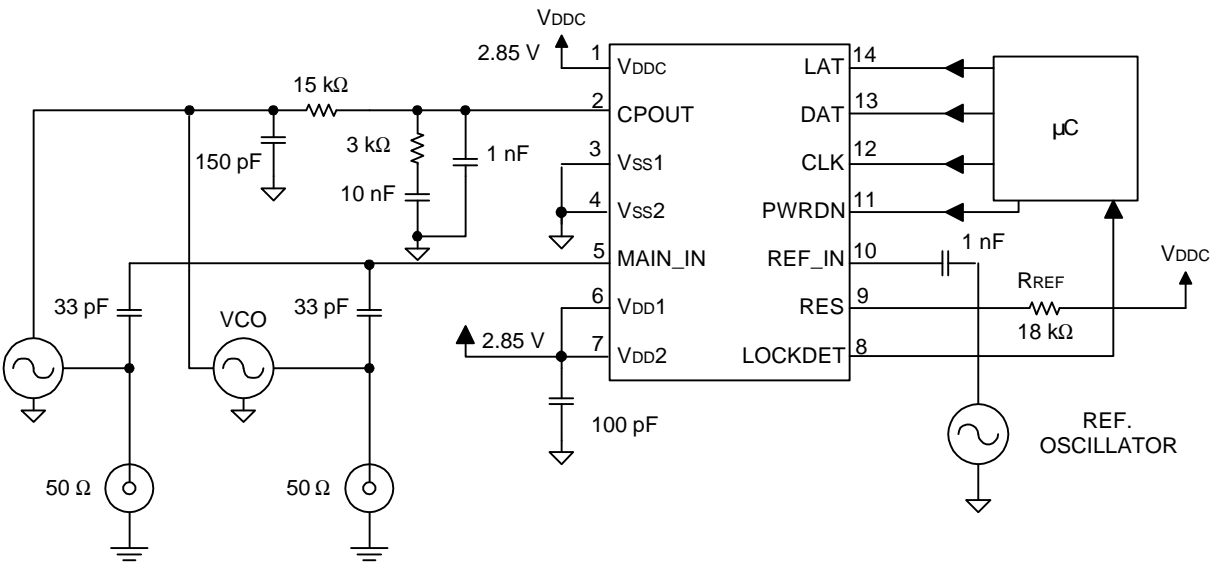 VDDC
2.85 V
1
VDDC
LAT
14
15 kΩ
2
CPOUT
DAT
13
µC
150 pF
3 kΩ
1 nF
3
VSS1
CLK
12
10 nF
4
VSS2
PWRDN
11
5
MAIN_IN
REF_IN
10
1 nF
VDDC
33 pF
33 pF
6
VDD1
RES
9
RREF
18 kΩ
VCO
2.85 V
7
VDD2
LOCKDET
8
100 pF
REF.
OSCILLATOR
50 Ω
50 Ω